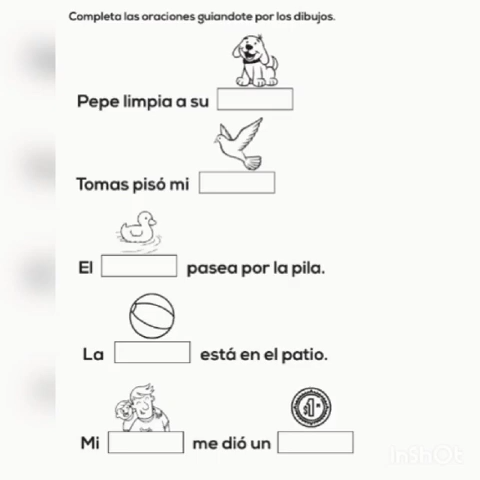 Completa las oraciones guiandote por los dibujos.
Pepe limpia a su
Tomas pisó mi
El pasea por la pila.
La está en el patio.
$1
Mi me dió un
InShOt